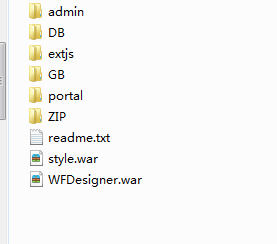 admin
DB
extjs
GB
portal
ZIP
readme.txt
style.war
WFDesigner.war